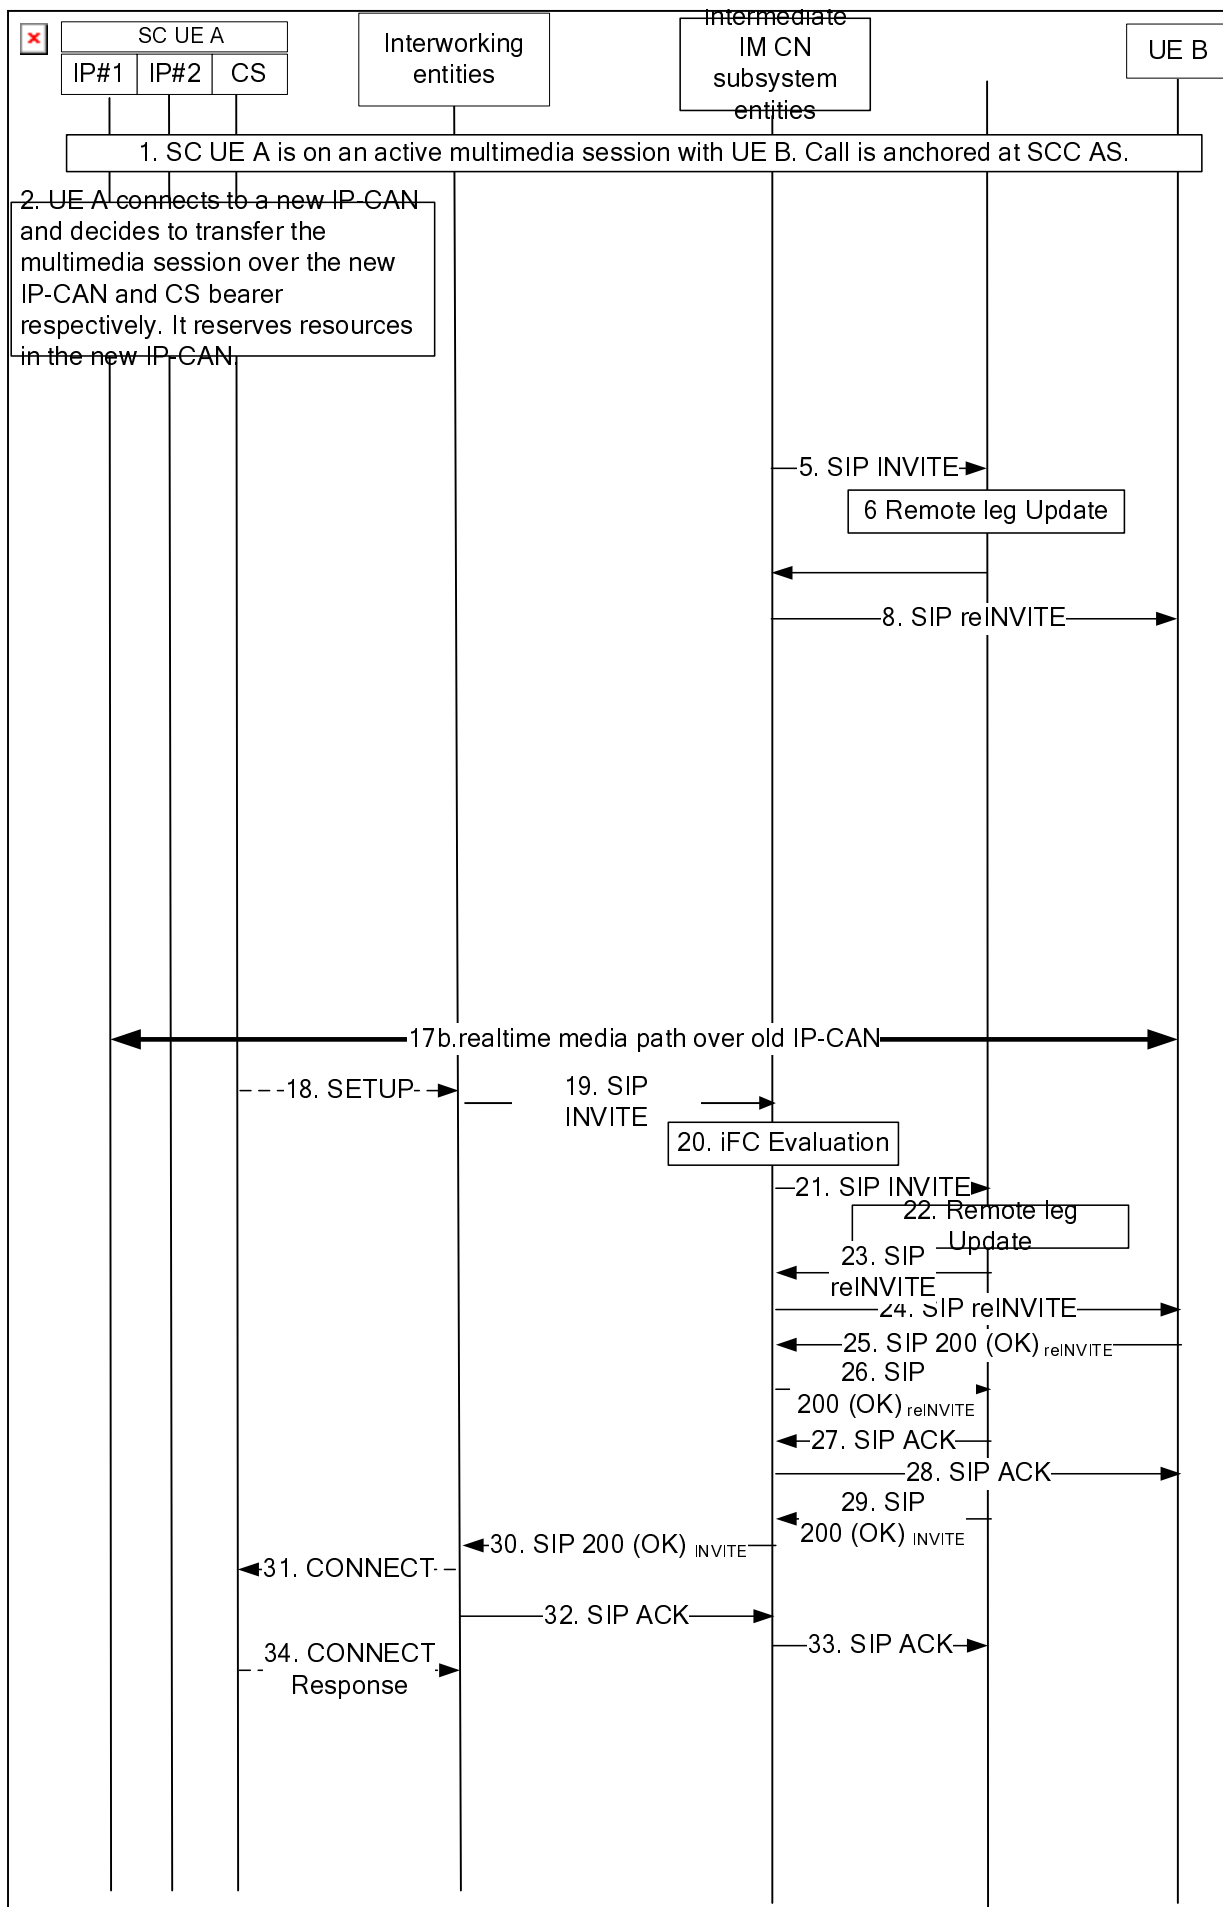 SC UE A
IP#1
IP#2
CS
Interworking
entities
Intermediate
IM CN
subsystem
entities
UE B
1. SC UE A is on an active multimedia session with UE B. Call is anchored at SCC AS.
2. UE A connects to a new IP-CAN
and decides to transfer the
multimedia session over the new
IP-CAN and CS bearer
respectively. It reserves resources
in the new IP-CAN.
5. SIP INVITE
6 Remote leg Update
8. SIP reINVITE
17b.realtime media path over old IP-CAN
18. SETUP
19. SIP
INVITE
20. iFC Evaluation
21. SIP INVITE
22. Remote leg
Update
23. SIP
reINVITE
24. SIP reINVITE
25. SIP 200 (OK) reINVITE
26. SIP
200 (OK) reINVITE
27. SIP ACK
28. SIP ACK
29. SIP
200 (OK) INVITE
30. SIP 200 (OK) INVITE
31. CONNECT
32. SIP ACK
33. SIP ACK
34. CONNECT
Response